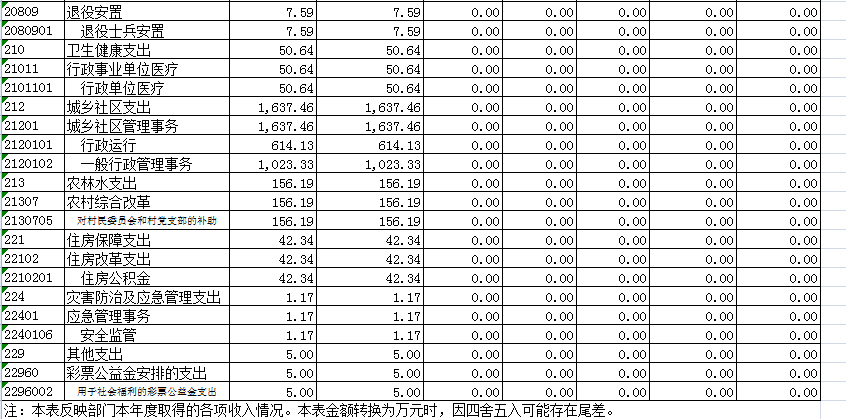 20809 退役安置 7.59 7.59 0.00 0.00 0.00 0.00 0.00
2080901 退役士兵安置 7.59 7.59 0.00 0.00 0.00 0.00 0.00
210 卫生健康支出 50.64 50.64 0.00 0.00 0.00 0.00 0.00
21011 行政事业单位医疗 50.64 50.64 0.00 0.00 0.00 0.00 0.00
2101101 行政单位医疗 50.64 50.64 0.00 0.00 0.00 0.00 0.00
212 城乡社区支出 1,637.46 1,637.46 0.00 0.00 0.00 0.00 0.00
21201 城乡社区管理事务 1,637.46 1,637.46 0.00 0.00 0.00 0.00 0.00
2120101 行政运行 614.13 614.13 0.00 0.00 0.00 0.00 0.00
2120102 一般行政管理事务 1,023.33 1,023.33 0.00 0.00 0.00 0.00 0.00
213 农林水支出 156.19 156.19 0.00 0.00 0.00 0.00 0.00
21307 农村综合改革 156.19 156.19 0.00 0.00 0.00 0.00 0.00
2130705 对村民委员会和村党支部的补助 156.19 156.19 0.00 0.00 0.00 0.00 0.00
221 住房保障支出 42.34 42.34 0.00 0.00 0.00 0.00 0.00
22102 住房改革支出 42.34 42.34 0.00 0.00 0.00 0.00 0.00
2210201 住房公积金 42.34 42.34 0.00 0.00 0.00 0.00 0.00
224 灾害防治及应急管理支出 1.17 1.17 0.00 0.00 0.00 0.00 0.00
22401 应急管理事务 1.17 1.17 0.00 0.00 0.00 0.00 0.00
2240106 安全监管 1.17 1.17 0.00 0.00 0.00 0.00 0.00
229 其他支出 5.00 5.00 0.00 0.00 0.00 0.00 0.00
22960 彩票公益金安排的支出 5.00 5.00 0.00 0.00 0.00 0.00 0.00
2296002 用于社会福利的彩票公益金支出 5.00 5.00 0.00 0.00 0.00 0.00 0.00
注：本表反映部门本年度取得的各项收入情况。本表金额转换为万元时，因四舍五入可能存在尾差。